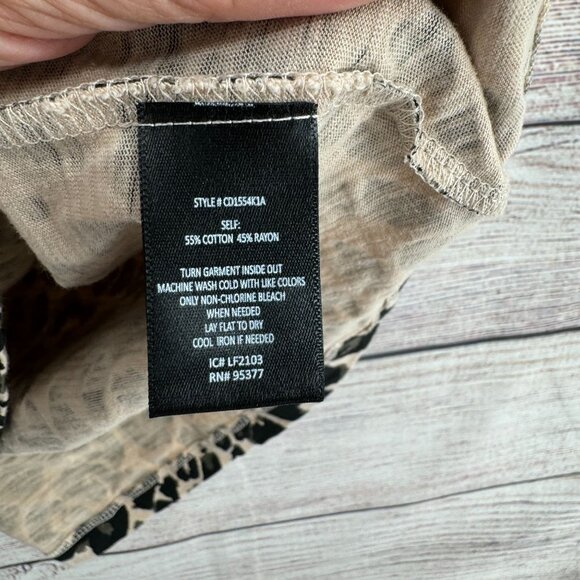 STYLE # CD1554K1A
SELF:
55% COTTON 45% RAYON
TURN GARMENT INSIDE OUT
MACHINE WASH COLD WITH LIKE COLORS
ONLY NON-CHLORINE BLEACH
WHEN NEEDED
LAY FLAT TO DRY
COOL IRON IF NEEDED
IC# LF2103
RN# 95377